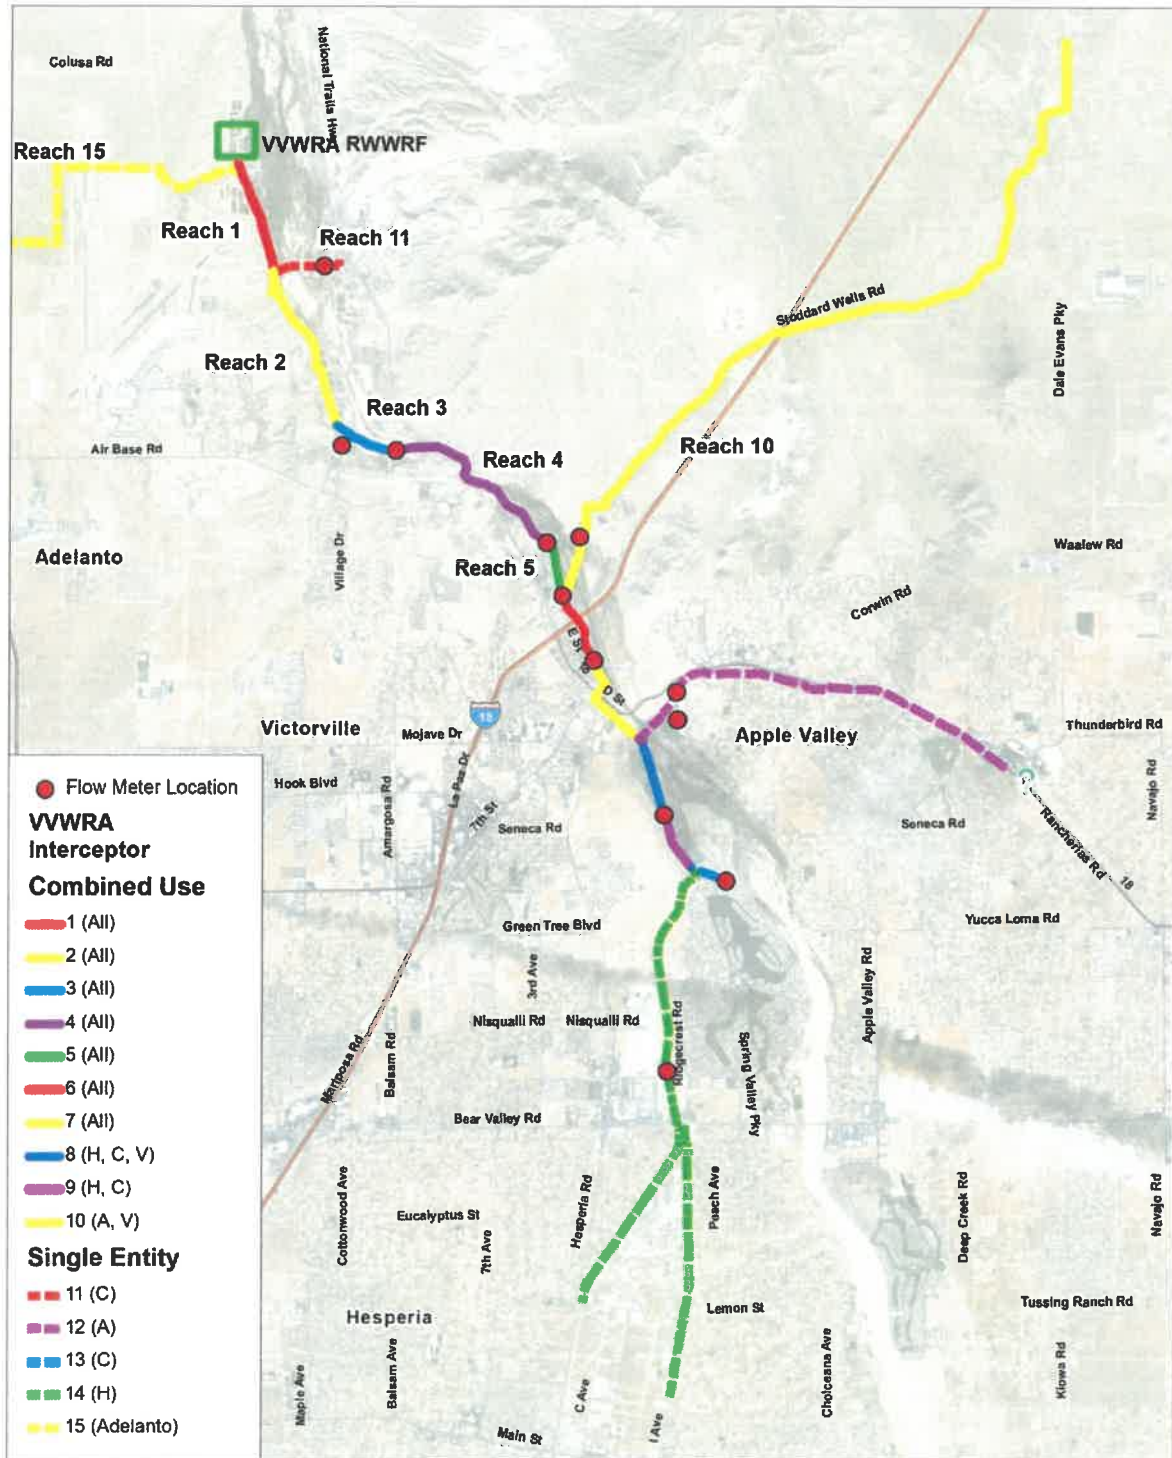 Colusa Rd
National Trails Hwy
VVWRA RWWRF
Reach 15
Reach 1
Reach 11
Stoddard Wells Rd
Dale Evans Pky
Reach 2
Reach 3
Air Base Rd
Reach 4
Reach 10
Adelanto
Village Dr
Reach 5
Waalew Rd
Corwin Rd
E St
18
D St
Victorville
Mojave Dr
Apple Valley
Thunderbird Rd
Hook Blvd
Amargosa Rd
La Paz Dr
7th St
Seneca Rd
Seneca Rd
Navajo Rd
Rancherias Rd
18
Green Tree Blvd
Yucca Loma Rd
3rd Ave
Apple Valley Rd
Nisqualli Rd
Nisqualli Rd
Ridgecrest Rd
Mariposa Rd
Balsam Rd
Spring Valley Pky
Bear Valley Rd
Cottonwood Ave
Eucalyptus St
7th Ave
Hesperia Rd
Peach Ave
Deep Creek Rd
Navajo Rd
Hesperia
Lemon St
Tussing Ranch Rd
Maple Ave
Balsam Ave
C Ave
I Ave
Choiceana Ave
Kiowa Rd
Main St
Flow Meter Location
VVWRA
Interceptor
Combined Use
1 (All)
2 (All)
3 (All)
4 (All)
5 (All)
6 (All)
7 (All)
8 (H, C, V)
9 (H, C)
10 (A, V)
Single Entity
11 (C)
12 (A)
13 (C)
14 (H)
15 (Adelanto)